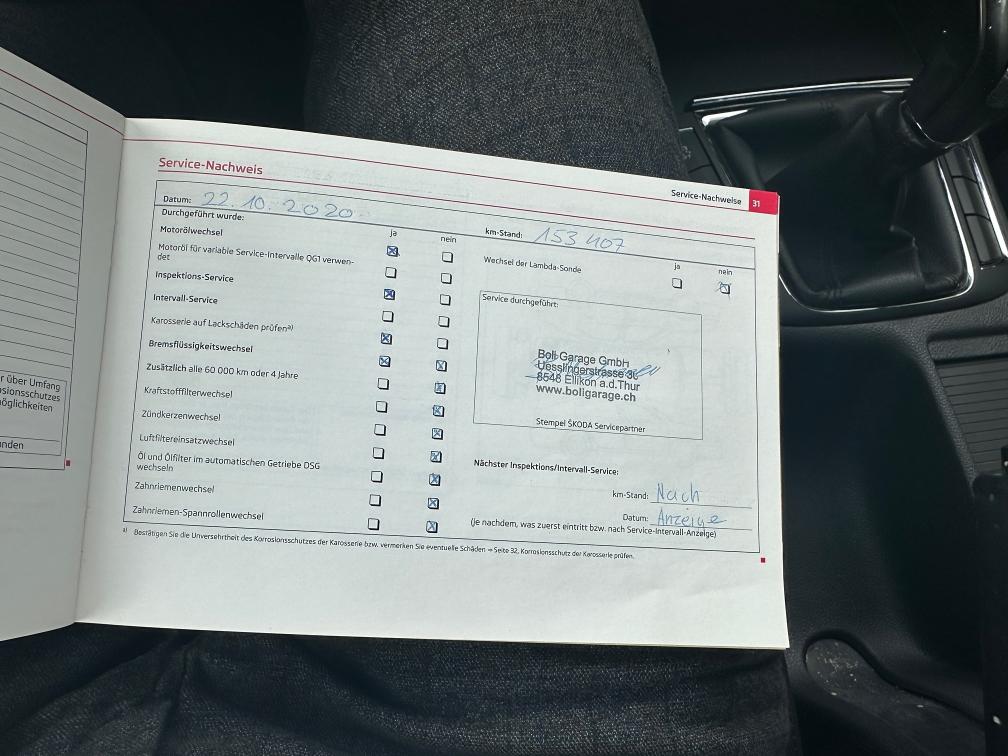 Service-Nachweis
Service-Nachweise 31
Datum: 22.10.2020
km-Stand: 153 407
Durchgeführt wurde:
ja nein
Motorölwechsel
Motoröl für variable Service-Intervalle QG1 verwen-
det
Inspektions-Service
Intervall-Service
Karosserie auf Lackschäden prüfen a)
Bremsflüssigkeitswechsel
Zusätzlich alle 60 000 km oder 4 Jahre
Kraftstofffilterwechsel
Zündkerzenwechsel
Luftfiltereinsatzwechsel
Öl und Ölfilter im automatischen Getriebe DSG
wechseln
Zahnriemenwechsel
Zahnriemen-Spannrollenwechsel
ja nein
Wechsel der Lambda-Sonde
Service durchgeführt:
Boli Garage GmbH
Uesslingerstrasse
8548 Ellikon a.d.Thur
www.boligarage.ch
Stempel ŠKODA Servicepartner
Nächster Inspektions/Intervall-Service:
km-Stand: Nach
Datum: Anzeige
(Je nachdem, was zuerst eintritt bzw. nach Service-Intervall-Anzeige)
a) Bestätigen Sie die Unversehrtheit des Korrosionsschutzes der Karosserie bzw. vermerken Sie eventuelle Schäden ⇒ Seite 32, Korrosionsschutz der Karosserie prüfen.
r über Umfang
osionsschutzes
öglichkeiten
nden